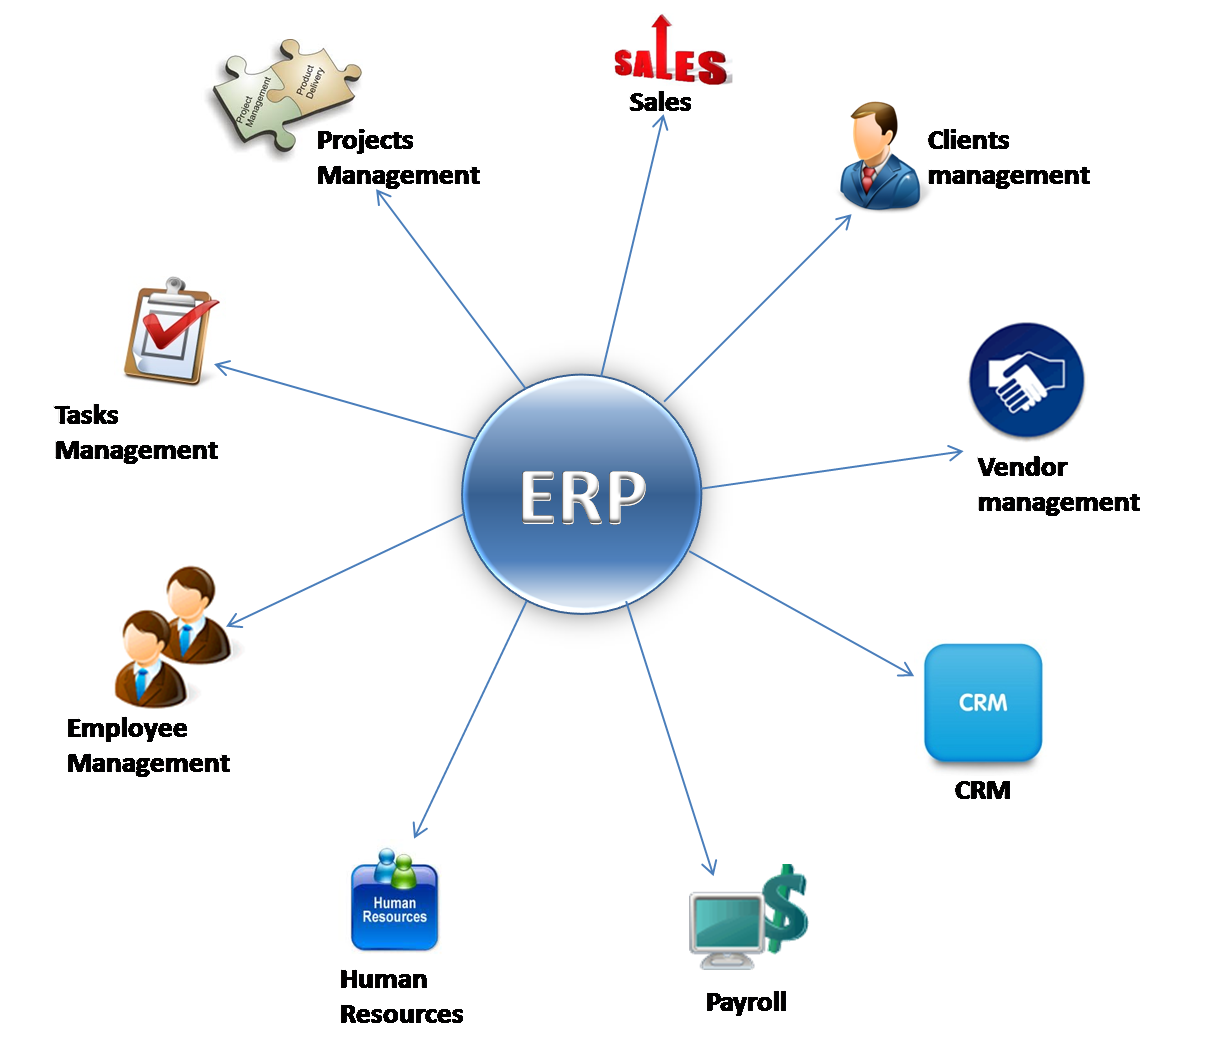 SALES
Sales
Project
Management
Product
Delivery
Projects
Management
Clients
management
Tasks
Management
ERP
Vendor
management
Employee
Management
CRM
CRM
Human
Resources
Human
Resources
Payroll